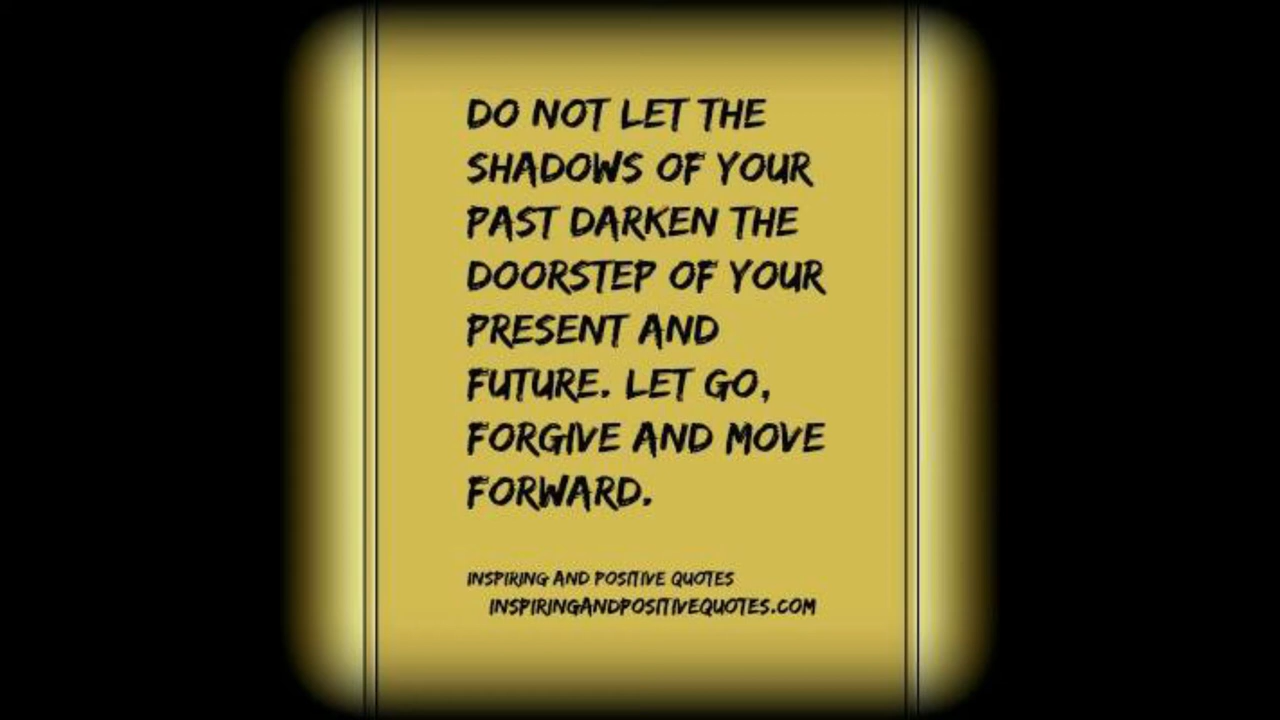 DO NOT LET THE
SHADOWS OF YOUR
PAST DARKEN THE
DOORSTEP OF YOUR
PRESENT AND
FUTURE. LET GO,
FORGIVE AND MOVE
FORWARD.
INSPIRING AND POSITIVE QUOTES
INSPIRINGANDPOSITIVEQUOTES.COM